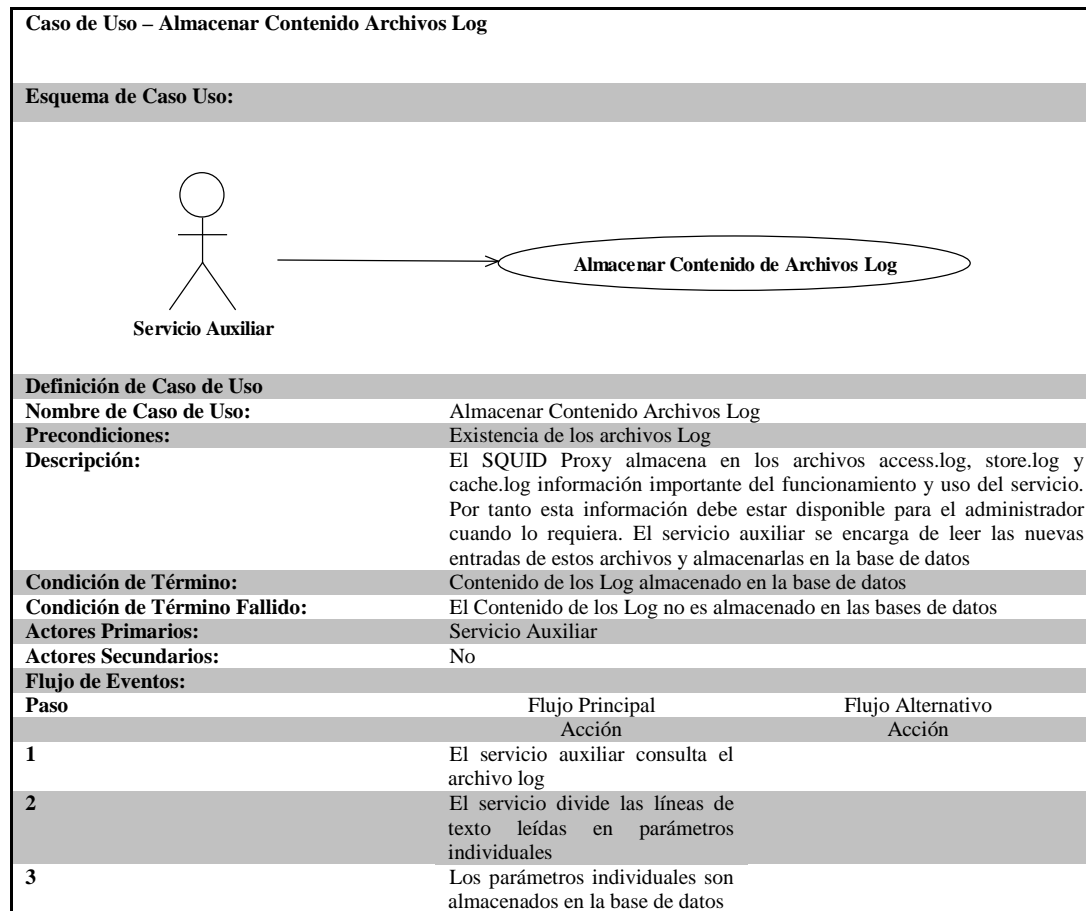 Caso de Uso – Almacenar Contenido Archivos Log
Esquema de Caso Uso:
Almacenar Contenido de Archivos Log
Servicio Auxiliar
Definición de Caso de Uso
Nombre de Caso de Uso: Almacenar Contenido Archivos Log
Precondiciones: Existencia de los archivos Log
Descripción: El SQUID Proxy almacena en los archivos access.log, store.log y
cache.log información importante del funcionamiento y uso del servicio.
Por tanto esta información debe estar disponible para el administrador
cuando lo requiera. El servicio auxiliar se encarga de leer las nuevas
entradas de estos archivos y almacenarlas en la base de datos
Condición de Término: Contenido de los Log almacenado en la base de datos
Condición de Término Fallido: El Contenido de los Log no es almacenado en las bases de datos
Actores Primarios: Servicio Auxiliar
Actores Secundarios: No
Flujo de Eventos:
Paso Flujo Principal Flujo Alternativo
Acción Acción
1 El servicio auxiliar consulta el
archivo log
2 El servicio divide las líneas de
texto leídas en parámetros
individuales
3 Los parámetros individuales son
almacenados en la base de datos